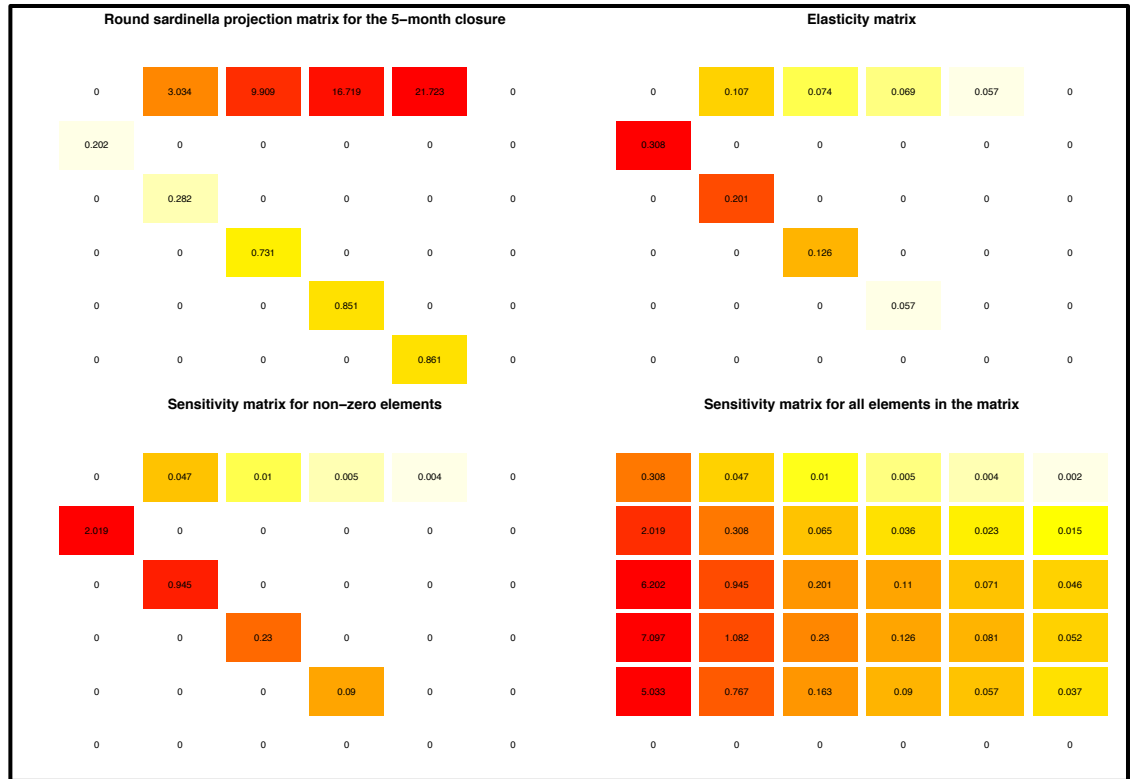 Round sardinella projection matrix for the 5−month closure
0 3.034 9.909 16.719 21.723 0
0.202 0 0 0 0 0
0 0.282 0 0 0 0
0 0 0.731 0 0 0
0 0 0 0.851 0 0
0 0 0 0 0.861 0
Elasticity matrix
0 0.107 0.074 0.069 0.057 0
0.308 0 0 0 0 0
0 0.201 0 0 0 0
0 0 0.126 0 0 0
0 0 0 0.057 0 0
0 0 0 0 0 0
Sensitivity matrix for non−zero elements
0 0.047 0.01 0.005 0.004 0
2.019 0 0 0 0 0
0 0.945 0 0 0 0
0 0 0.23 0 0 0
0 0 0 0.09 0 0
0 0 0 0 0 0
Sensitivity matrix for all elements in the matrix
0.308 0.047 0.01 0.005 0.004 0.002
2.019 0.308 0.065 0.036 0.023 0.015
6.202 0.945 0.201 0.11 0.071 0.046
7.097 1.082 0.23 0.126 0.081 0.052
5.033 0.767 0.163 0.09 0.057 0.037
0 0 0 0 0 0